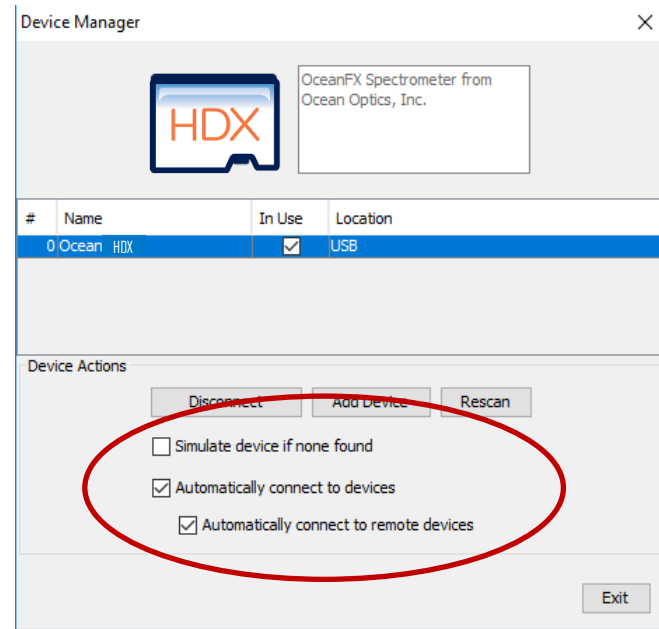 Device Manager
HDX
OceanFX Spectrometer from
Ocean Optics, Inc.
# Name In Use Location
0 Ocean HDX USB
Device Actions
Disconnect Add Device Rescan
Simulate device if none found
Automatically connect to devices
Automatically connect to remote devices
Exit